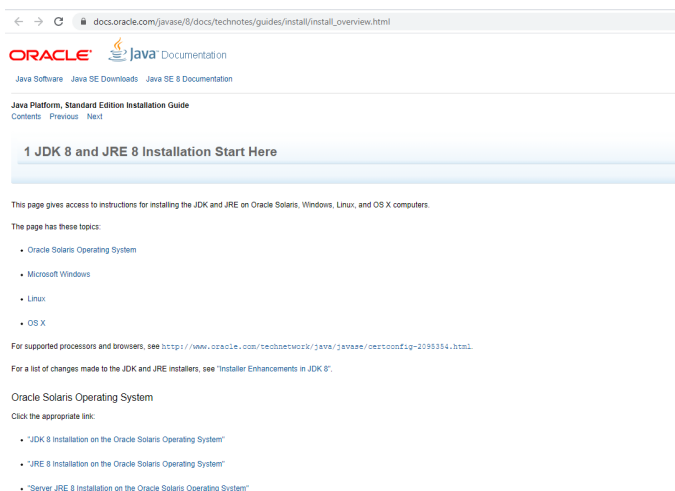 docs.oracle.com/javase/8/docs/technotes/guides/install/install_overview.html
ORACLE Java Documentation
Java Software Java SE Downloads Java SE 8 Documentation
Java Platform, Standard Edition Installation Guide
Contents Previous Next
1 JDK 8 and JRE 8 Installation Start Here
This page gives access to instructions for installing the JDK and JRE on Oracle Solaris, Windows, Linux, and OS X computers.
The page has these topics:
• Oracle Solaris Operating System
• Microsoft Windows
• Linux
• OS X
For supported processors and browsers, see http://www.oracle.com/technetwork/java/javase/certconfig-2095354.html.
For a list of changes made to the JDK and JRE installers, see "Installer Enhancements in JDK 8".
Oracle Solaris Operating System
Click the appropriate link:
• "JDK 8 Installation on the Oracle Solaris Operating System"
• "JRE 8 Installation on the Oracle Solaris Operating System"
• "Server JRE 8 Installation on the Oracle Solaris Operating System"